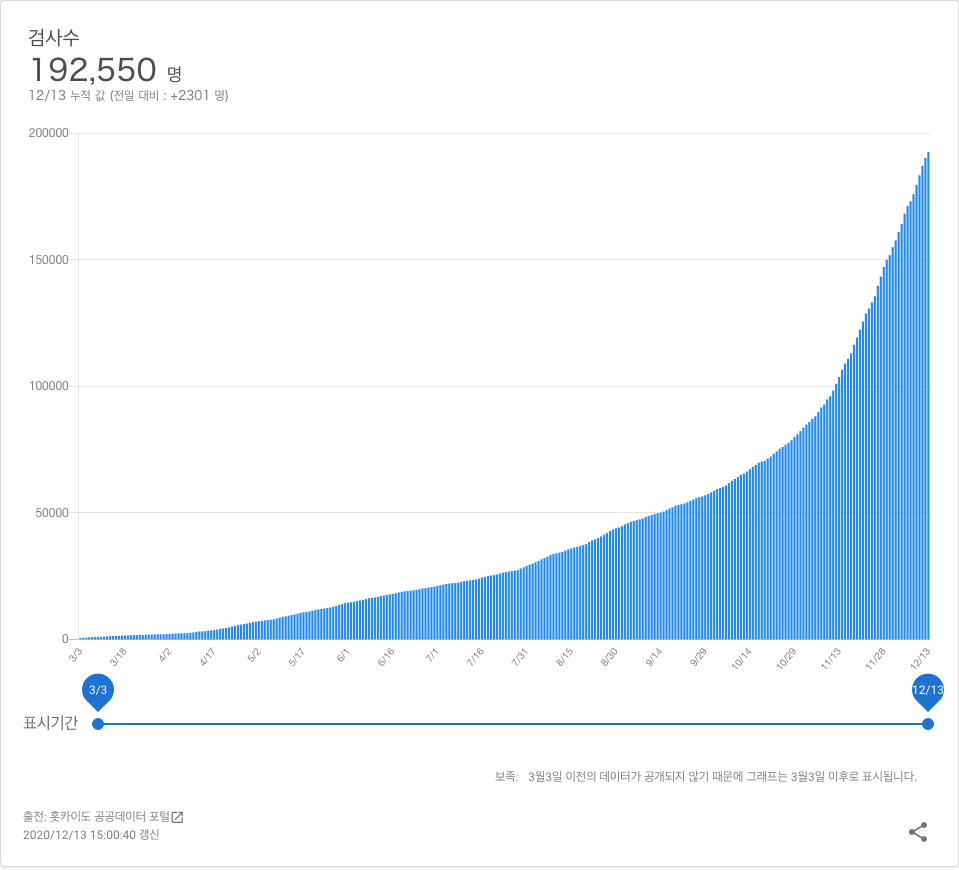 검사수
192,550 명
12/13 누적 값 (전일 대비 : +2301 명)
200000
150000
100000
50000
0
3/3 3/18 4/2 4/17 5/2 5/17 6/1 6/16 7/1 7/16 7/31 8/15 8/30 9/14 9/29 10/14 10/29 11/13 11/28 12/13
3/3 12/13
표시기간
보족: 3월3일 이전의 데이터가 공개되지 않기 때문에 그래프는 3월3일 이후로 표시됩니다.
출전: 홋카이도 공공데이터 포털
2020/12/13 15:00:40 갱신